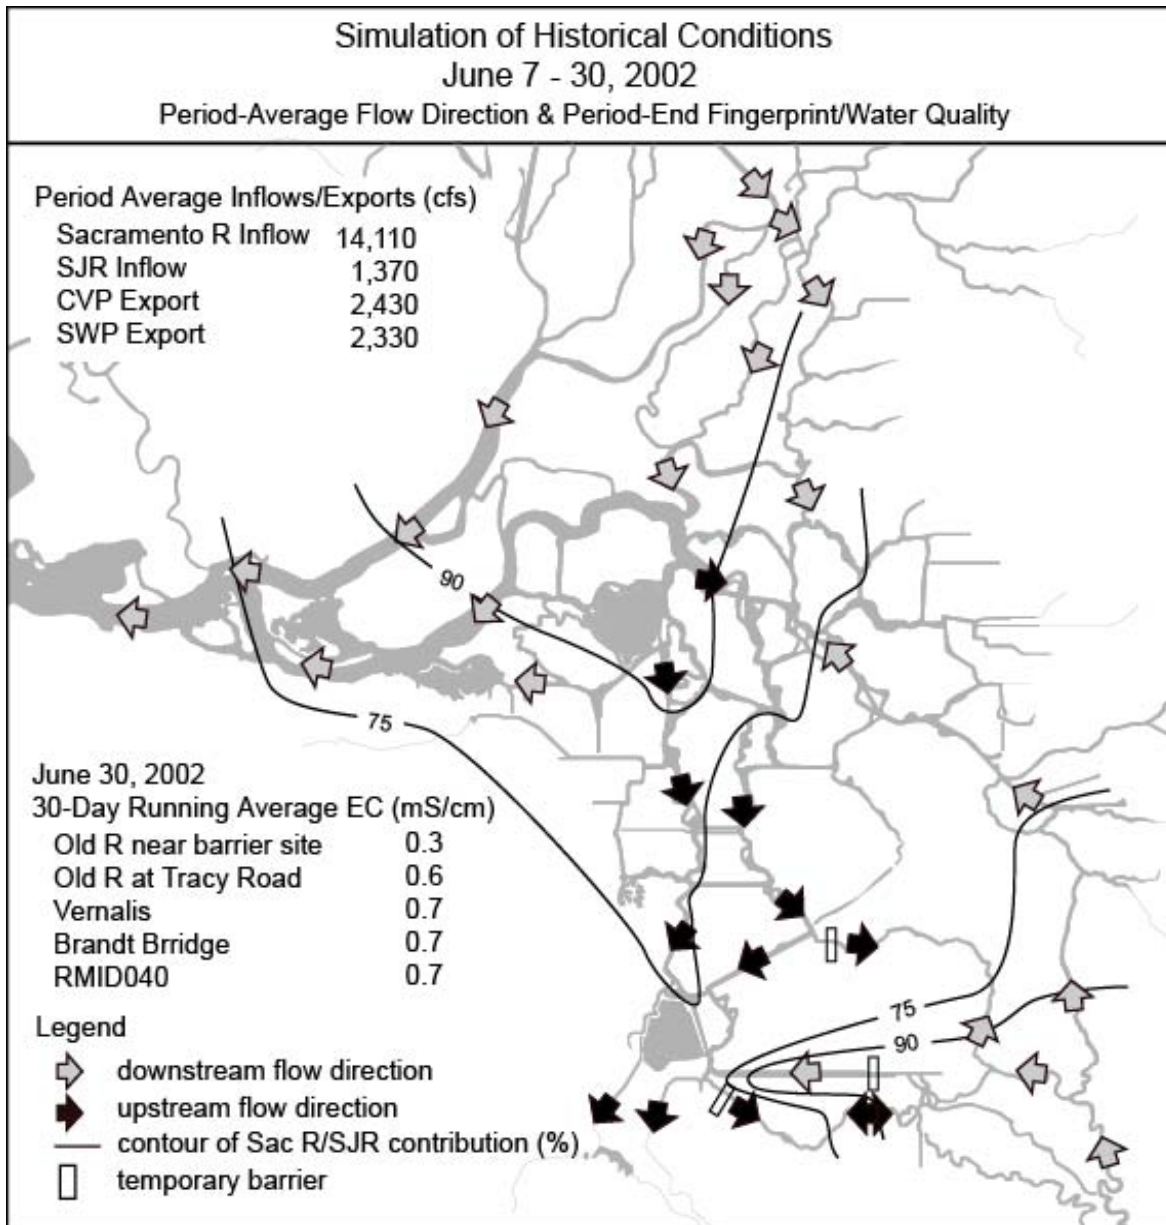 Simulation of Historical Conditions
June 7 - 30, 2002
Period-Average Flow Direction & Period-End Fingerprint/Water Quality
Period Average Inflows/Exports (cfs)
Sacramento R Inflow 14,110
SJR Inflow 1,370
CVP Export 2,430
SWP Export 2,330
90
75
June 30, 2002
30-Day Running Average EC (mS/cm)
Old R near barrier site 0.3
Old R at Tracy Road 0.6
Vernalis 0.7
Brandt Brridge 0.7
RMID040 0.7
75
90
Legend
downstream flow direction
upstream flow direction
contour of Sac R/SJR contribution (%)
temporary barrier